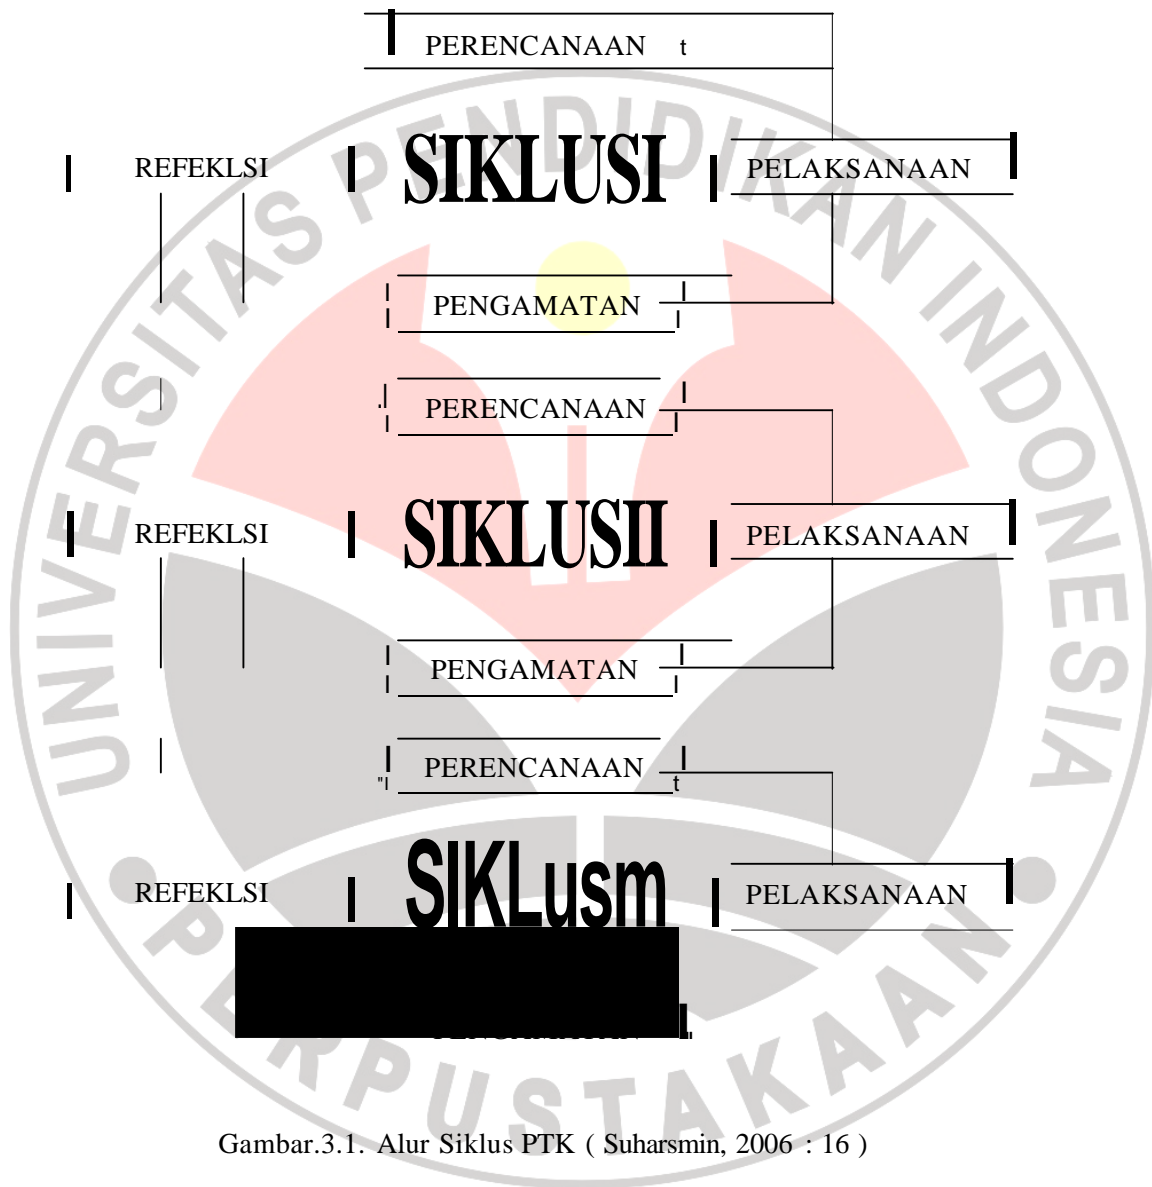 PERENCANAAN t
REFEKLSI SIKLUSI PELAKSANAAN
PENGAMATAN
PERENCANAAN
REFEKLSI SIKLUSII PELAKSANAAN
PENGAMATAN
PERENCANAAN t
REFEKLSI SIKLusm PELAKSANAAN
Gambar.3.1. Alur Siklus PTK ( Suharsmin, 2006 : 16 )
UNIVERSITAS PENDIDIKAN INDONESIA
PERPUSTAKAAN